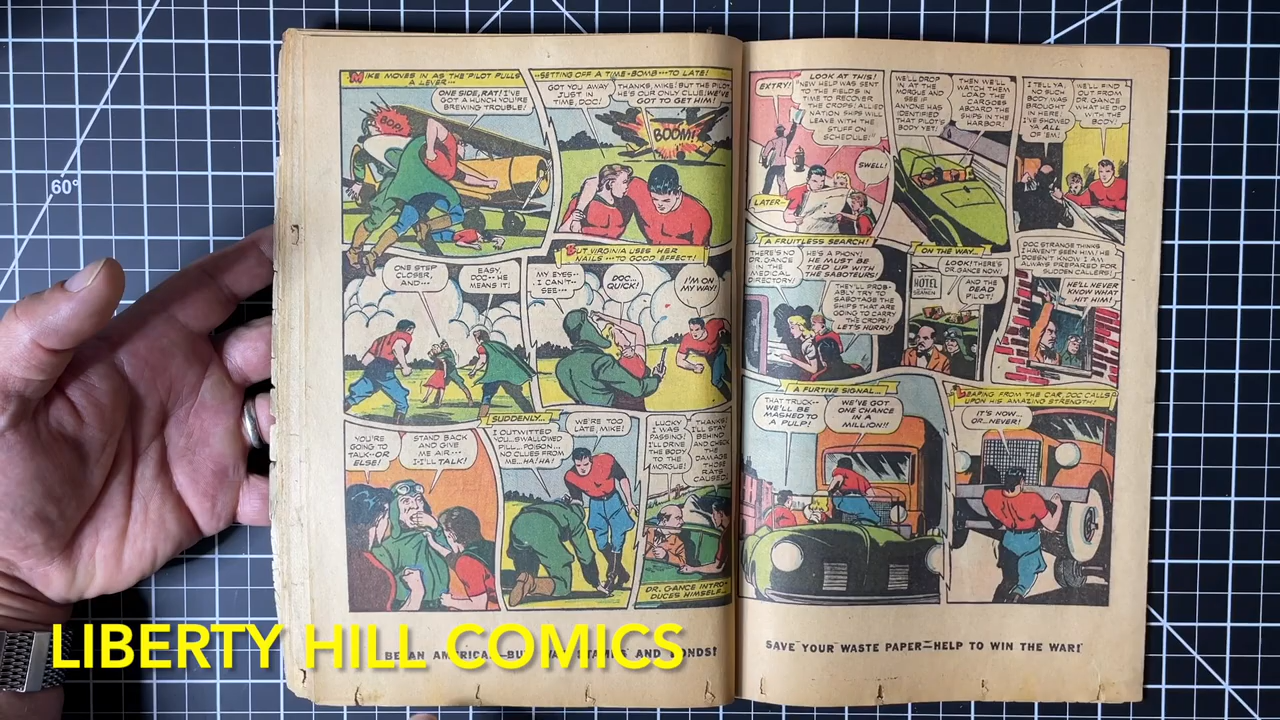 MIKE MOVES IN AS THE PILOT PULLS
A LEVER...
ONE SIDE, RAT! I'VE
GOT A HUNCH YOU'RE
BREWING TROUBLE!
BOP!
..SETTING OFF A TIME-BOMB...TO LATE!
GOT YOU AWAY
JUST IN
TIME, DOC!
THANKS, MIKE! BUT THE PILOT,
HE'S OUR ONLY CLUE! WE'VE
GOT TO GET HIM!
BOOM!
ONE STEP
CLOSER,
AND...
EASY,
DOC... HE
MEANS IT!
BUT VIRGINIA USES HER
NAILS ...TO GOOD EFFECT!
MY EYES..
I CAN'T..
SEE...
DOC..
QUICK!
I'M ON
MY WAY!
YOU'RE
GOING TO
TALK..OR
ELSE!
STAND BACK
AND GIVE
ME AIR...
I-I'LL TALK!
SUDDENLY...
I OUTWITTED
YOU...SWALLOWED
PILL... POISON...
NO CLUES FROM
ME...HA! HA!
WE'RE TOO
LATE, MIKE!
LUCKY
I WAS
PASSING!
I'LL DRIVE
THE BODY
TO THE
MORGUE!
THANKS!
I'LL STAY
BEHIND
AND CHECK
THE
DAMAGE
THOSE
RATS
CAUSED!
DR. GANCE INTRO-
DUCES HIMSELF...
EXTRY!
LOOK AT THIS!
"NEW HELP WAS SENT
TO THE FIELDS IN
TIME TO RECOVER
THE CROPS! ALLIED
NATION SHIPS WILL
LEAVE WITH THE
STUFF ON
SCHEDULE!"
SWELL!
LATER--
WE'LL DROP
IN AT THE
MORGUE AND
SEE IF
ANYONE HAS
IDENTIFIED
THAT PILOT'S
BODY YET!
THEN WE'LL
WATCH THEM
LOAD THE
CARGOES
ABOARD THE
SHIPS IN THE
HARBOR!
I TELL YA,
NO SUCH
BODY WAS
BROUGHT
IN HERE!
I'VE SHOWED
YA ALL
OF 'EM!
WE'LL FIND
OUT FROM
DR. GANCE
WHAT HE DID
WITH THE
BODY!
A FRUITLESS SEARCH!
THERE'S NO
DR. GANCE
IN THE
MEDICAL
DIRECTORY!
HE'S A PHONY!
HE MUST BE
TIED UP WITH
THE SABOTEURS!
THEY'LL PROB-
ABLY TRY TO
SABOTAGE THE
SHIPS THAT ARE
GOING TO CARRY
THE CROPS!
LET'S HURRY!
ON THE WAY...
LOOK! THERE'S
DR. GANCE NOW!
AND THE
DEAD
PILOT!
HOTEL
DOC STRANGE THINKS
I HAVEN'T SEEN HIM! HE
DOESN'T KNOW I AM
ALWAYS PREPARED FOR
SUDDEN CALLERS!
HE'LL NEVER
KNOW WHAT
HIT HIM!
A FURTIVE SIGNAL...
THAT TRUCK--
WE'LL BE
MASHED TO
A PULP!
WE'VE GOT
ONE CHANCE
IN A
MILLION!!
LEAPING FROM THE CAR, DOC CALLS
UPON HIS AMAZING STRENGTH!
IT'S NOW...
OR...NEVER!
SAVE YOUR WASTE PAPER—HELP TO WIN THE WAR!
LIBERTY HILL COMICS
60°